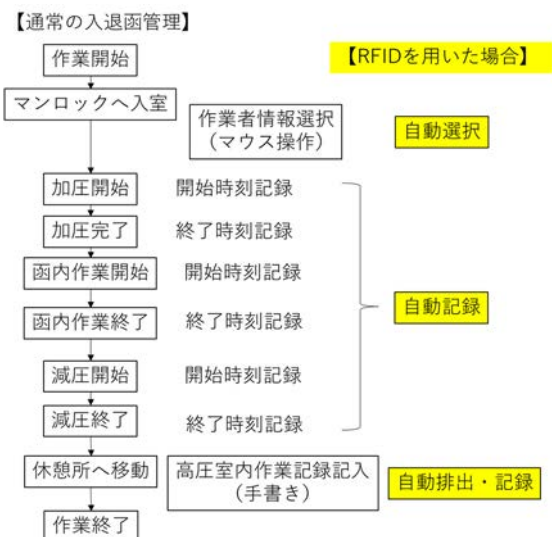 【通常の入退函管理】
【RFIDを用いた場合】
作業開始
マンロックへ入室
作業者情報選択
（マウス操作）
自動選択
加圧開始
開始時刻記録
加圧完了
終了時刻記録
函内作業開始
開始時刻記録
自動記録
函内作業終了
終了時刻記録
減圧開始
開始時刻記録
減圧終了
終了時刻記録
休憩所へ移動
高圧室内作業記録記入
（手書き）
自動排出・記録
作業終了